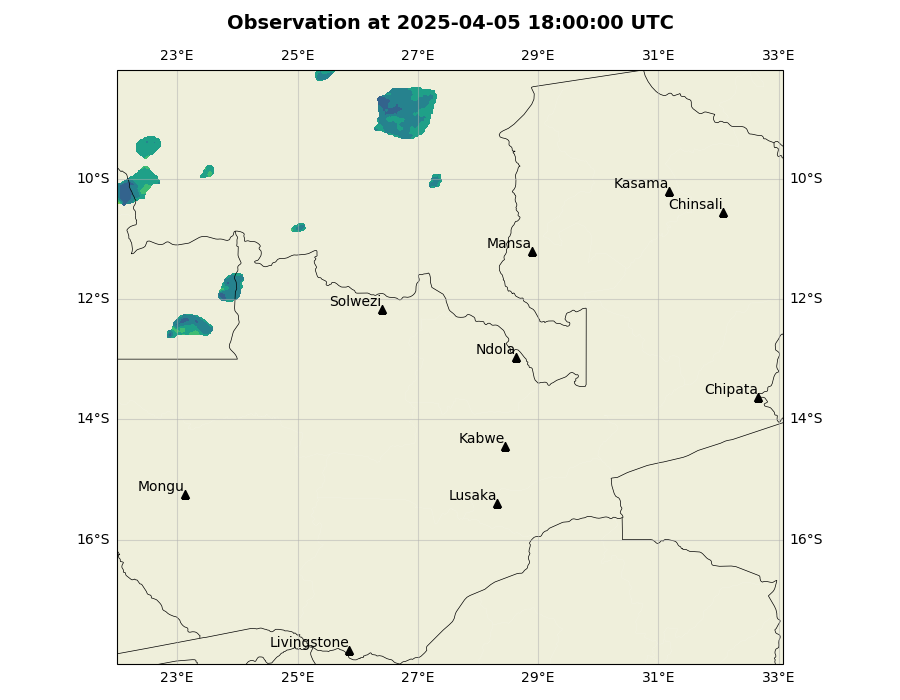 Observation at 2025-04-05 18:00:00 UTC
23°E 25°E 27°E 29°E 31°E 33°E
10°S 10°S
Kasama
Chinsali
Mansa
12°S 12°S
Solwezi
Ndola
Chipata
14°S 14°S
Kabwe
Mongu
Lusaka
16°S 16°S
Livingstone
23°E 25°E 27°E 29°E 31°E 33°E